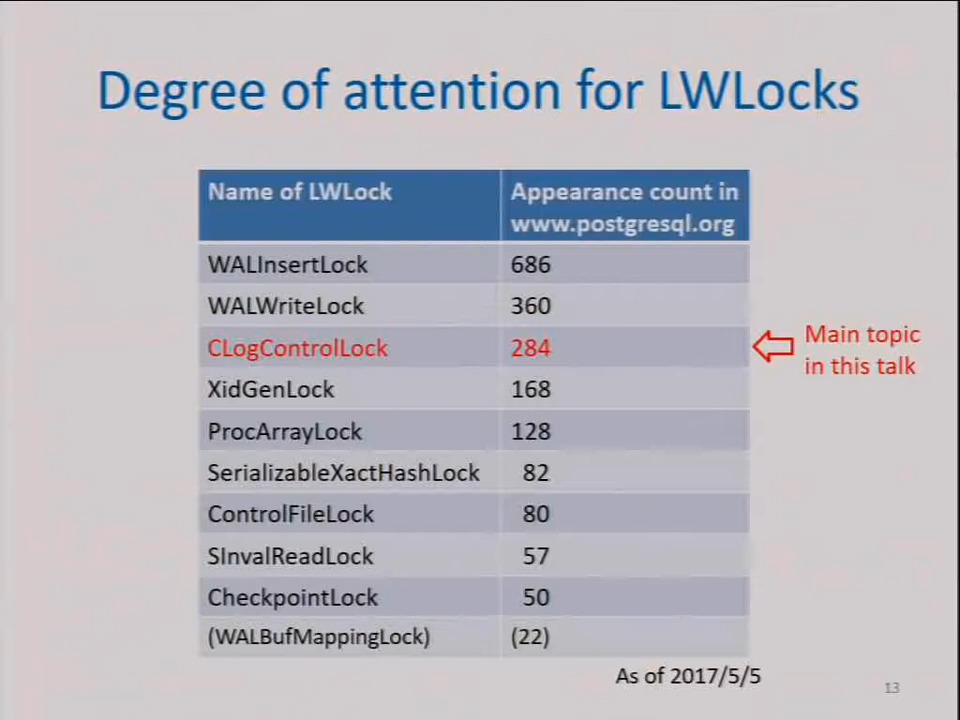 Degree of attention for LWLocks
Name of LWLock
Appearance count in
www.postgresql.org
WALInsertLock 686
WALWriteLock 360
CLogControlLock 284
Main topic
in this talk
XidGenLock 168
ProcArrayLock 128
SerializableXactHashLock 82
ControlFileLock 80
SInvalReadLock 57
CheckpointLock 50
(WALBufMappingLock) (22)
As of 2017/5/5
13